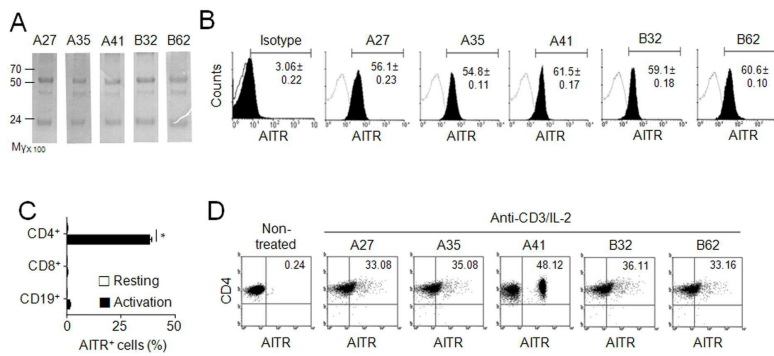 A
A27 A35 A41 B32 B62
70
50
24
B
Isotype A27 A35 A41 B32 B62
Counts
3.06± 0.22
56.1± 0.23
54.8± 0.11
61.5± 0.17
59.1± 0.18
60.6± 0.10
AITR AITR AITR AITR AITR AITR
C
CD4+
CD8+
CD19+
*
Resting
Activation
0 25 50
AITR+ cells (%)
D
Non-treated
Anti-CD3/IL-2
A27 A35 A41 B32 B62
CD4
0.24 33.08 35.08 48.12 36.11 33.16
AITR AITR AITR AITR AITR AITR